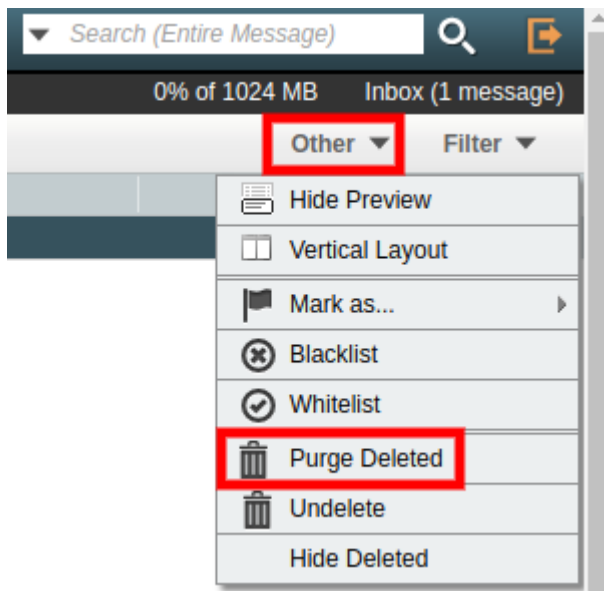 Search (Entire Message)
0% of 1024 MB Inbox (1 message)
Other Filter
Hide Preview
Vertical Layout
Mark as...
Blacklist
Whitelist
Purge Deleted
Undelete
Hide Deleted